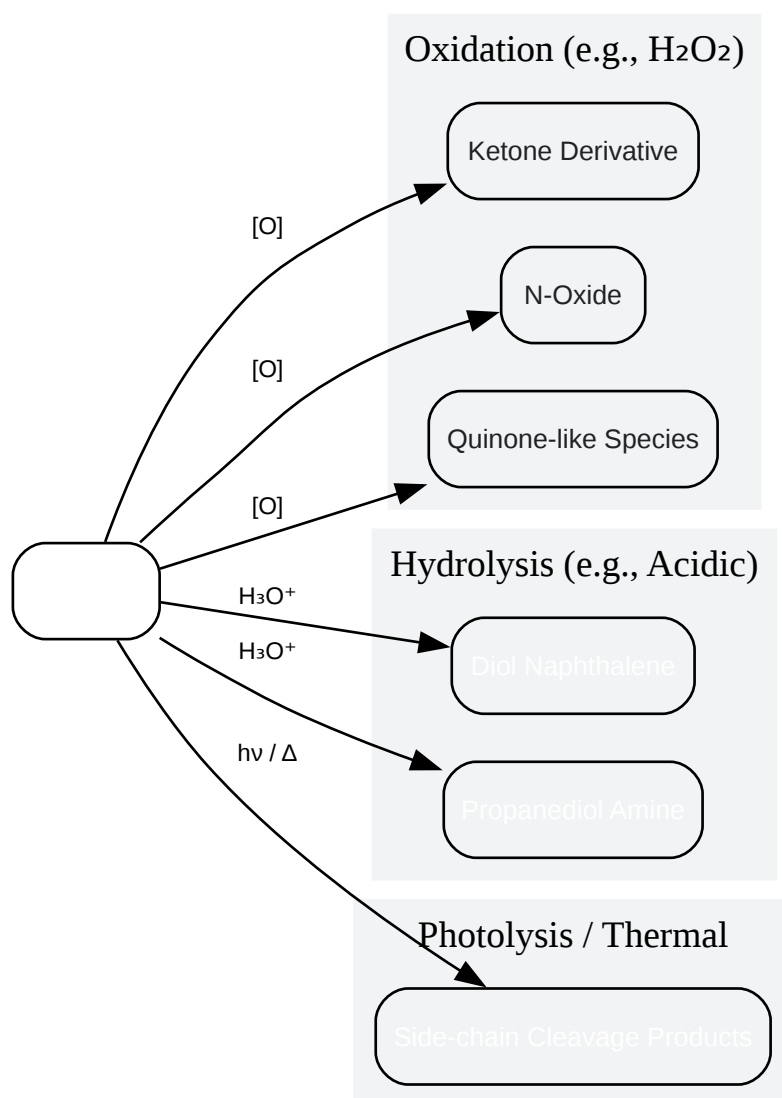 Oxidation (e.g., H₂O₂)
Ketone Derivative
[O]
N-Oxide
[O]
Quinone-like Species
[O]
Hydrolysis (e.g., Acidic)
H₃O⁺
Diol Naphthalene
H₃O⁺
Propanediol Amine
hν / Δ
Photolysis / Thermal
Side-chain Cleavage Products